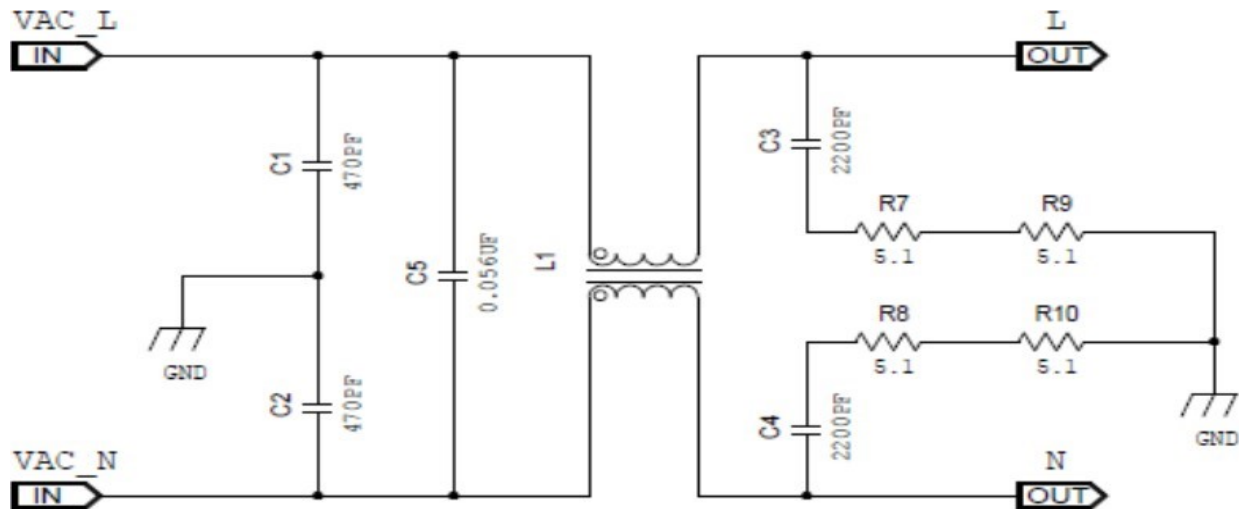 VAC_L
IN
L
OUT
C1
470PF
C5
0.056UF
L1
C3
2200PF
R7
5.1
R9
5.1
GND
C2
470PF
R8
5.1
R10
5.1
C4
2200PF
GND
VAC_N
IN
N
OUT